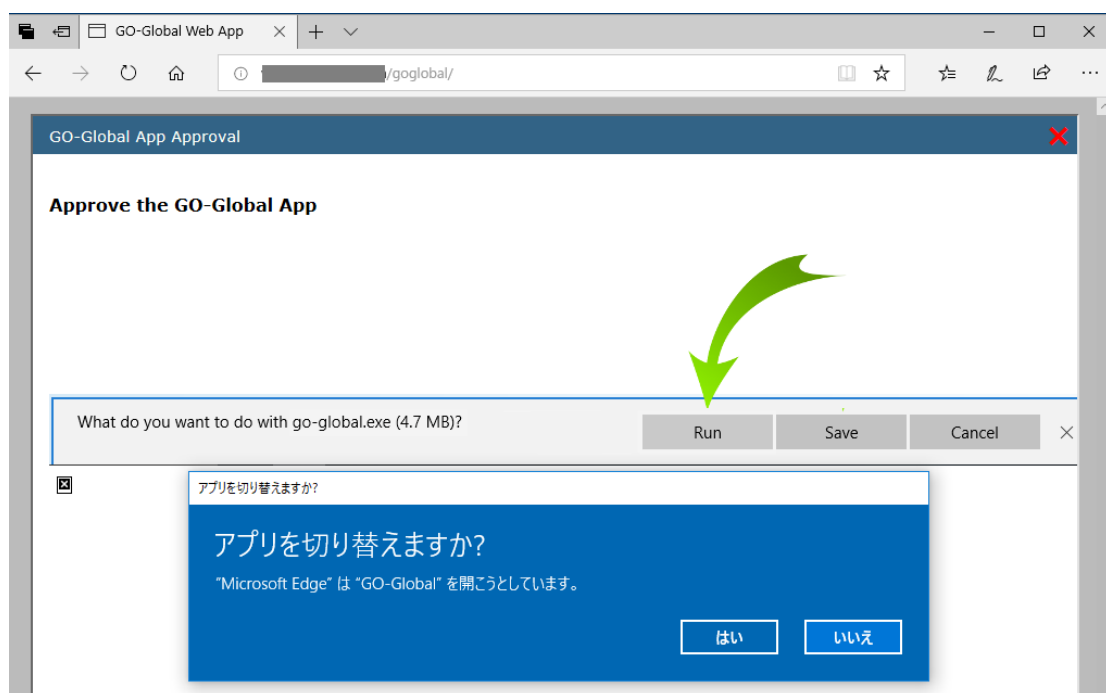 GO-Global Web App
/goglobal/
GO-Global App Approval
Approve the GO-Global App
What do you want to do with go-global.exe (4.7 MB)?
Run
Save
Cancel
アプリを切り替えますか?
アプリを切り替えますか?
"Microsoft Edge" は "GO-Global" を開こうとしています。
はい
いいえ